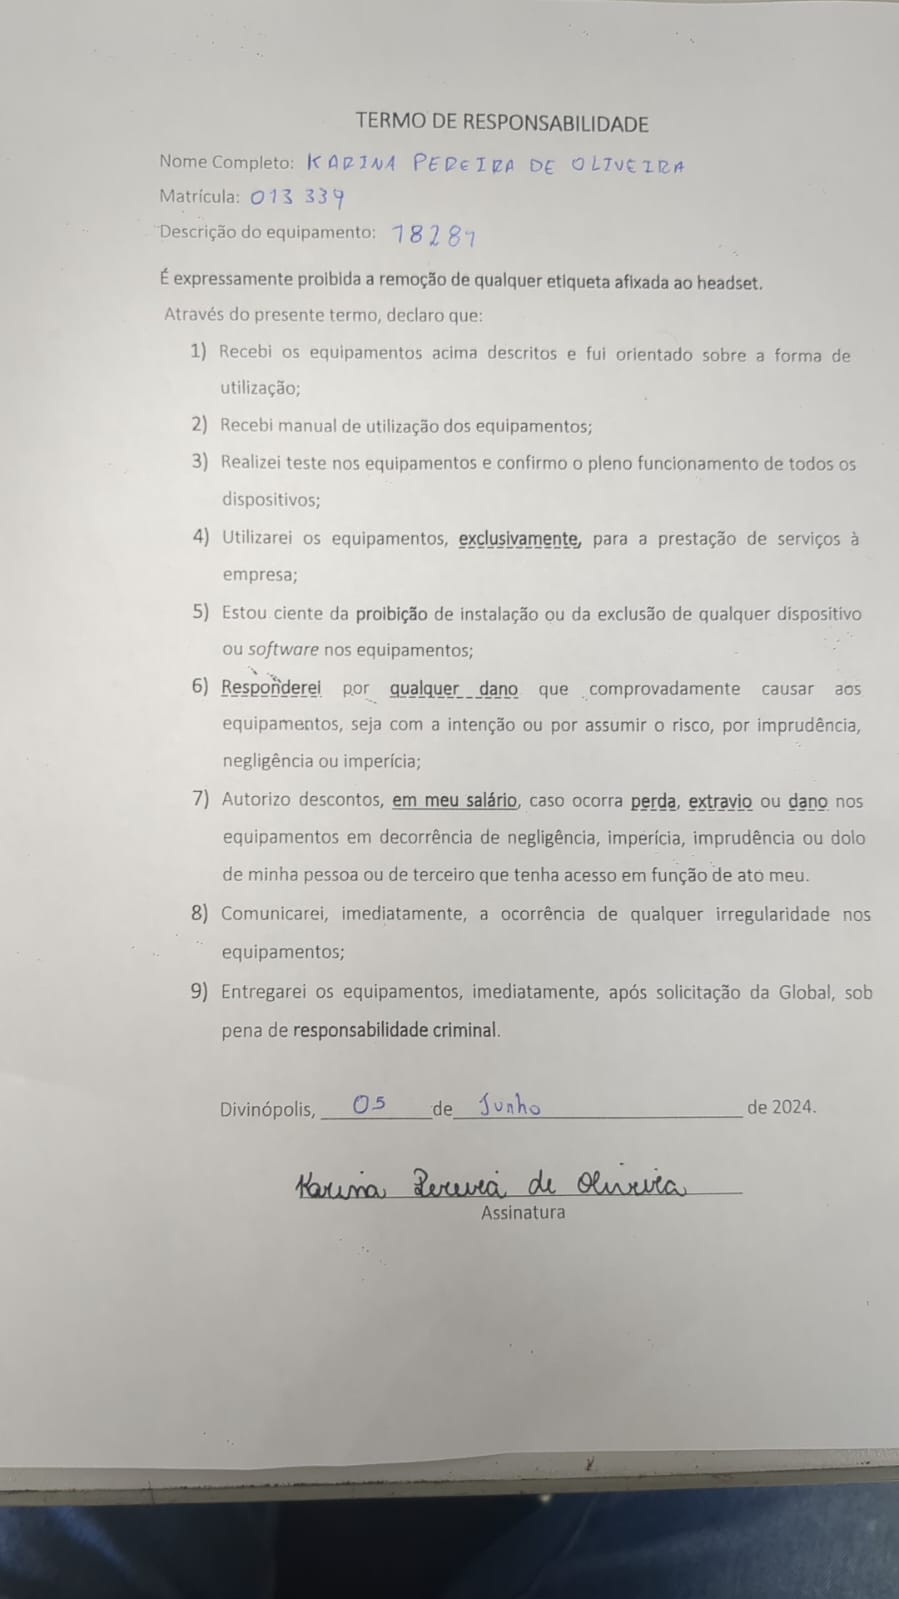 TERMO DE RESPONSABILIDADE
Nome Completo: KARINA PEREIRA DE OLIVEIRA
Matrícula: 013 339
Descrição do equipamento: 18287
É expressamente proibida a remoção de qualquer etiqueta afixada ao headset.
Através do presente termo, declaro que:
1) Recebi os equipamentos acima descritos e fui orientado sobre a forma de
utilização;
2) Recebi manual de utilização dos equipamentos;
3) Realizei teste nos equipamentos e confirmo o pleno funcionamento de todos os
dispositivos;
4) Utilizarei os equipamentos, exclusivamente, para a prestação de serviços à
empresa;
5) Estou ciente da proibição de instalação ou da exclusão de qualquer dispositivo
ou software nos equipamentos;
6) Responderei por qualquer dano que comprovadamente causar aos
equipamentos, seja com a intenção ou por assumir o risco, por imprudência,
negligência ou imperícia;
7) Autorizo descontos, em meu salário, caso ocorra perda, extravio ou dano nos
equipamentos em decorrência de negligência, imperícia, imprudência ou dolo
de minha pessoa ou de terceiro que tenha acesso em função de ato meu.
8) Comunicarei, imediatamente, a ocorrência de qualquer irregularidade nos
equipamentos;
9) Entregarei os equipamentos, imediatamente, após solicitação da Global, sob
pena de responsabilidade criminal.
Divinópolis, 05 de Junho de 2024.
Karina Pereira de Oliveira
Assinatura